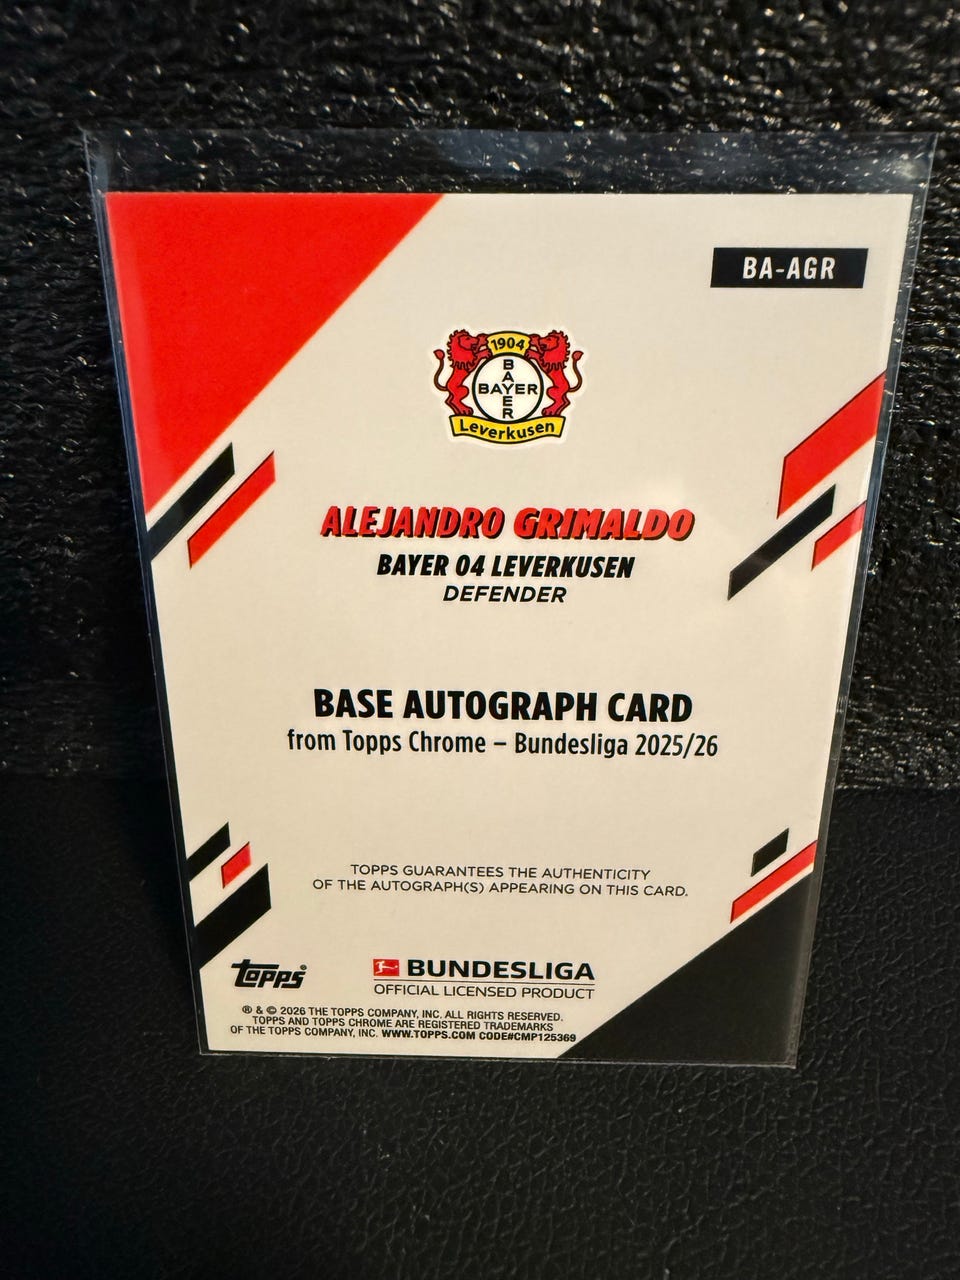 BA-AGR
1904
BAYER
BAYER
Leverkusen
ALEJANDRO GRIMALDO
BAYER 04 LEVERKUSEN
DEFENDER
BASE AUTOGRAPH CARD
from Topps Chrome – Bundesliga 2025/26
TOPPS GUARANTEES THE AUTHENTICITY
OF THE AUTOGRAPH(S) APPEARING ON THIS CARD.
topps®
BUNDESLIGA
OFFICIAL LICENSED PRODUCT
® & © 2026 THE TOPPS COMPANY, INC. ALL RIGHTS RESERVED.
TOPPS AND TOPPS CHROME ARE REGISTERED TRADEMARKS
OF THE TOPPS COMPANY, INC. WWW.TOPPS.COM CODE#CMP125369